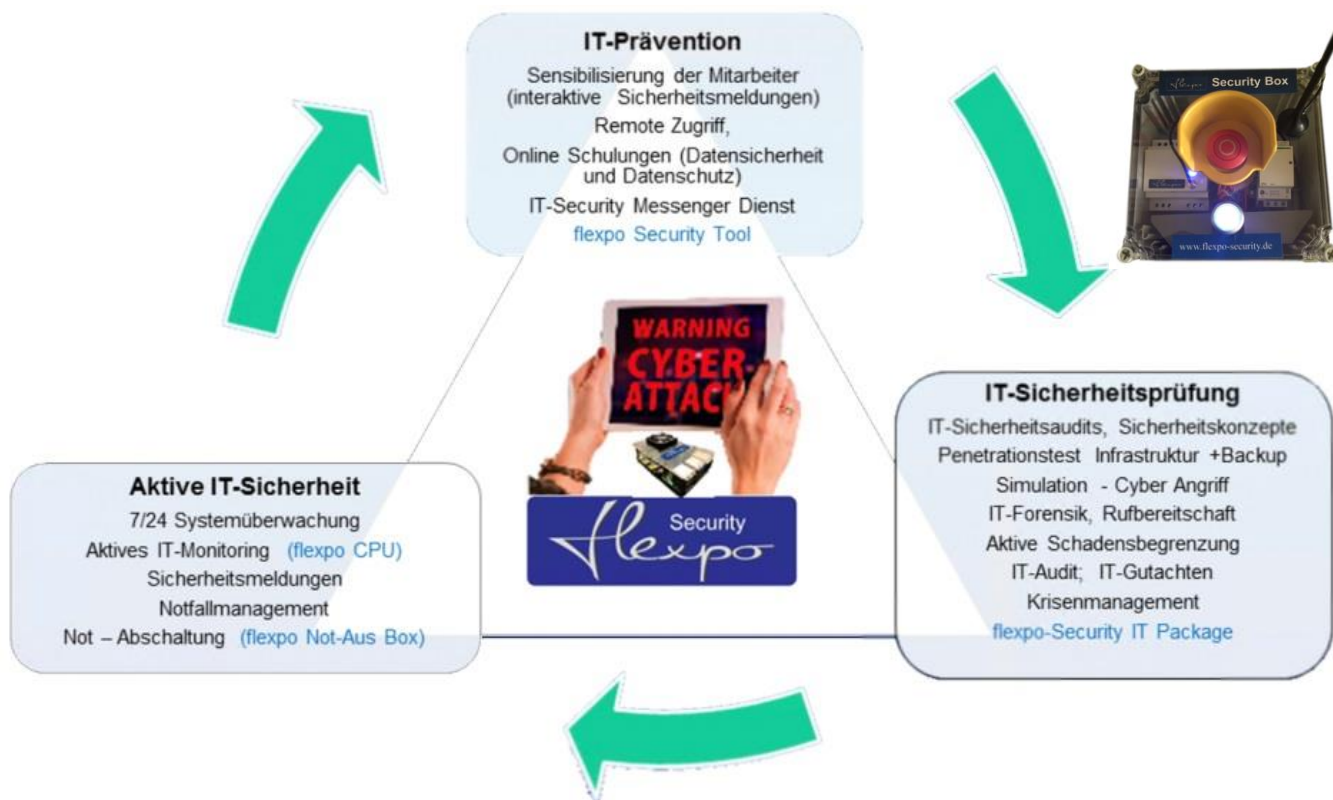 IT-Prävention
Sensibilisierung der Mitarbeiter
(interaktive Sicherheitsmeldungen)
Remote Zugriff,
Online Schulungen (Datensicherheit
und Datenschutz)
IT-Security Messenger Dienst
flexpo Security Tool
flexpo Security Box
www.flexpo-security.de
WARNING
CYBER
ATTACK
Security
flexpo
IT-Sicherheitsprüfung
IT-Sicherheitsaudits, Sicherheitskonzepte
Penetrationstest Infrastruktur +Backup
Simulation - Cyber Angriff
IT-Forensik, Rufbereitschaft
Aktive Schadensbegrenzung
IT-Audit; IT-Gutachten
Krisenmanagement
flexpo-Security IT Package
Aktive IT-Sicherheit
7/24 Systemüberwachung
Aktives IT-Monitoring (flexpo CPU)
Sicherheitsmeldungen
Notfallmanagement
Not – Abschaltung (flexpo Not-Aus Box)